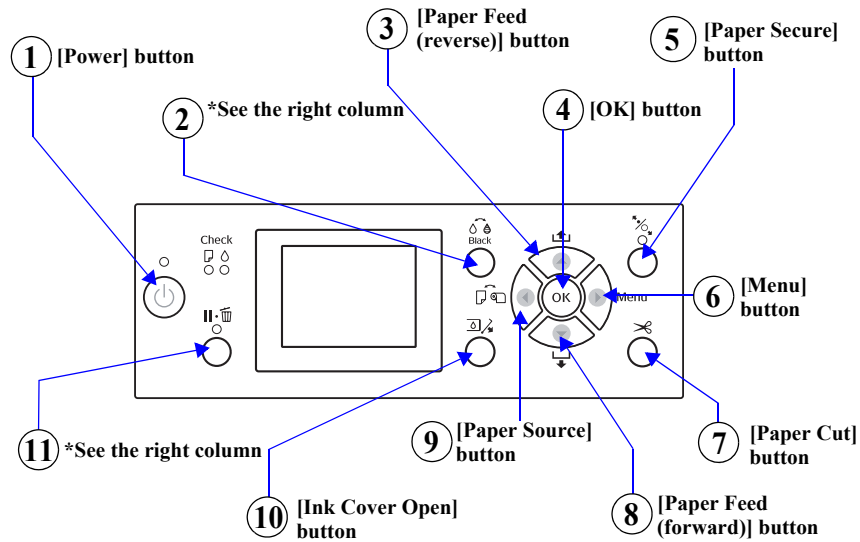 1 [Power] button
2 *See the right column
3 [Paper Feed
(reverse)] button
4 [OK] button
5 [Paper Secure]
button
Check
Black
OK
Menu
6 [Menu]
button
7 [Paper Cut]
button
8 [Paper Feed
(forward)] button
9 [Paper Source]
button
10 [Ink Cover Open]
button
11 *See the right column